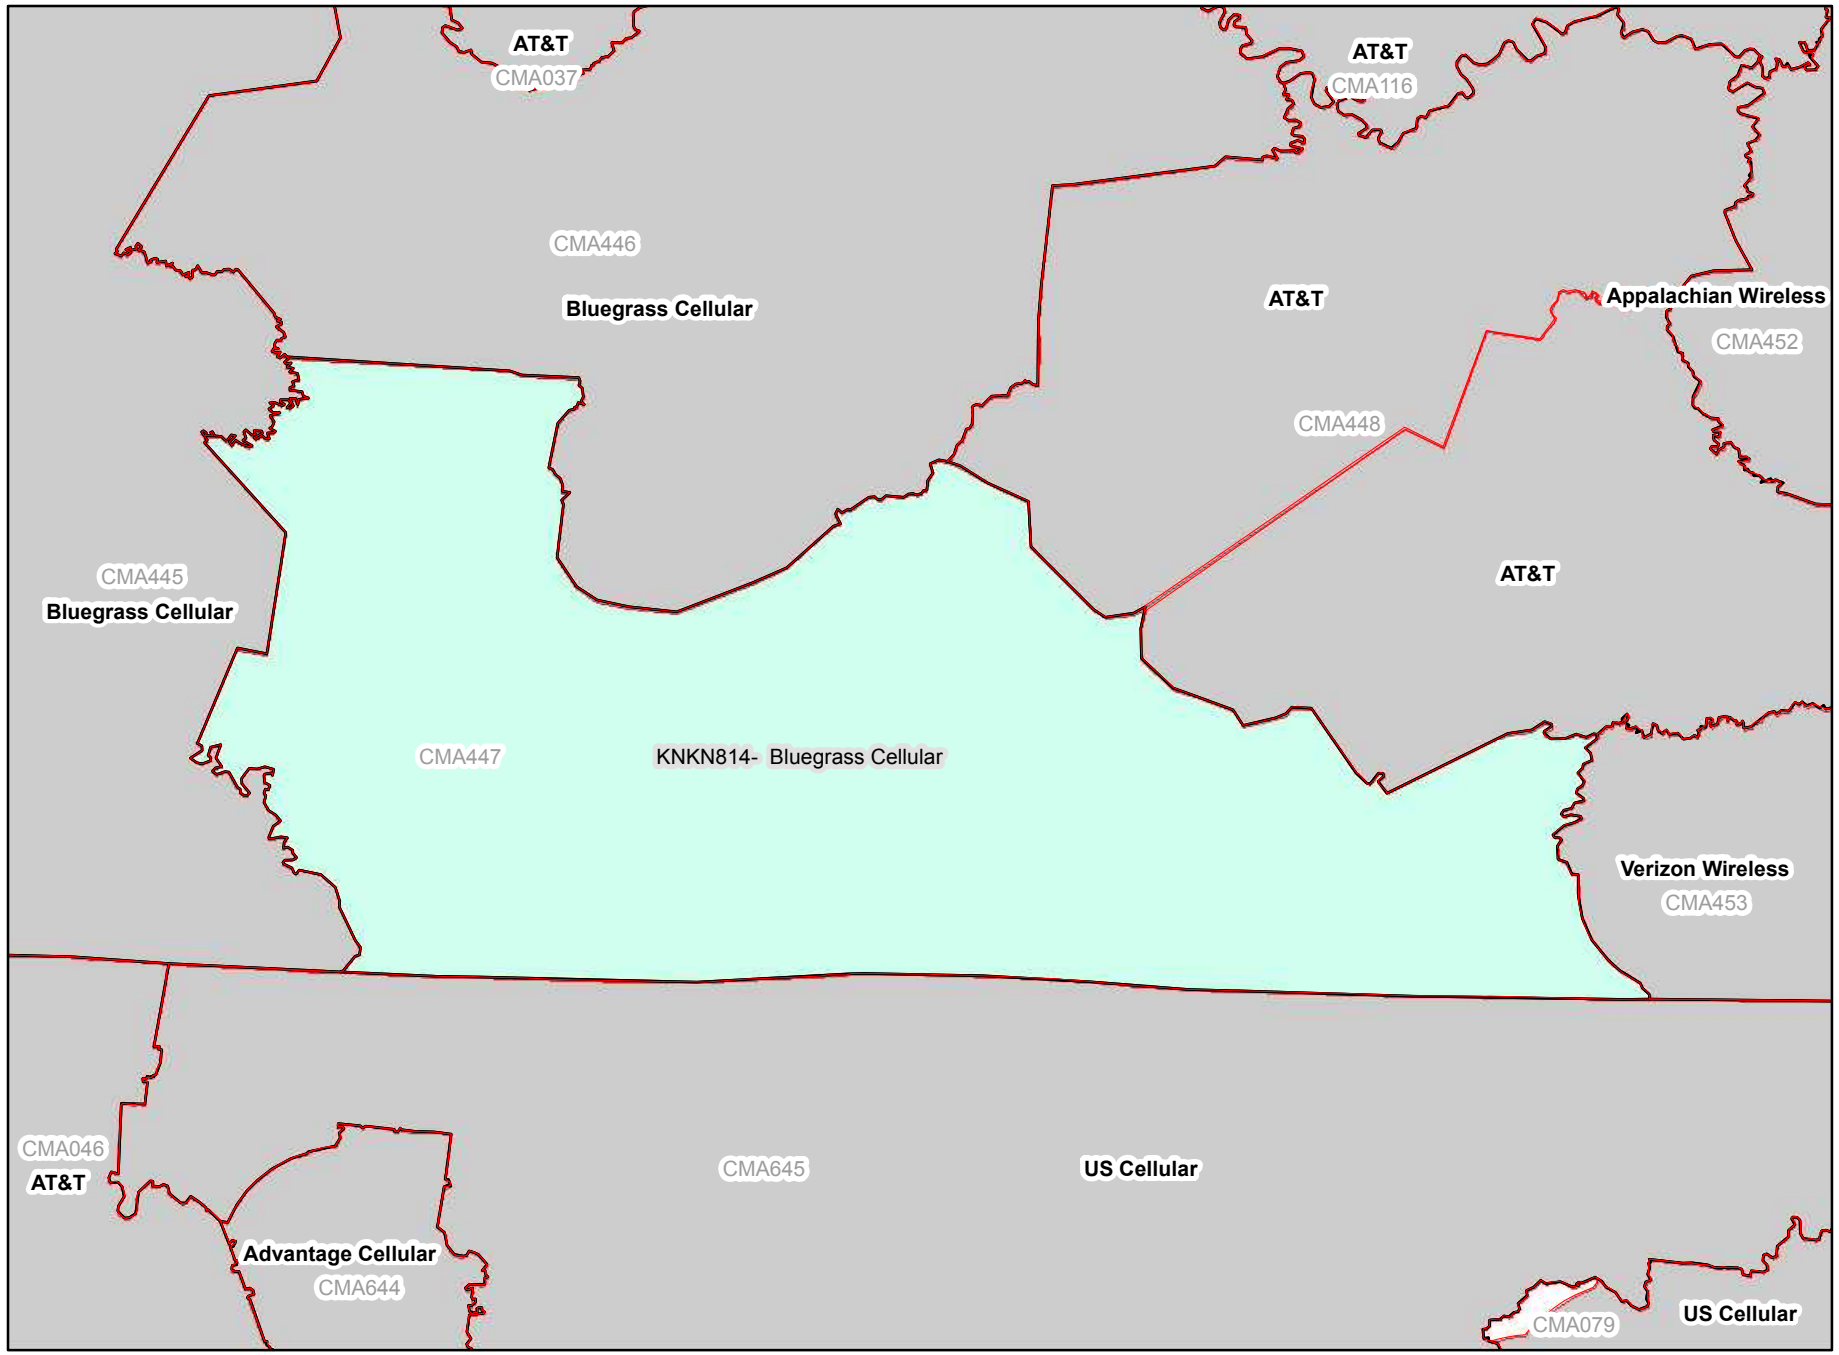 AT&T
CMA037
AT&T
CMA116
CMA446
Bluegrass Cellular
AT&T
Appalachian Wireless
CMA452
CMA448
CMA445
Bluegrass Cellular
AT&T
CMA447
KNKN814- Bluegrass Cellular
Verizon Wireless
CMA453
CMA046
AT&T
CMA645
US Cellular
Advantage Cellular
CMA644
CMA079
US Cellular